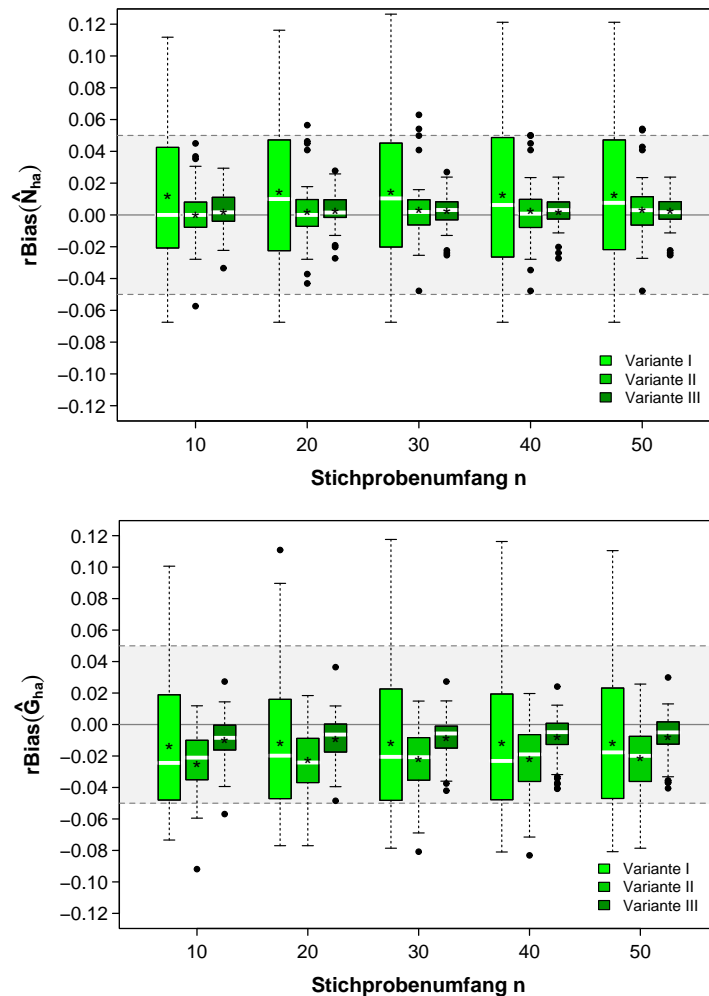 0.12
0.10
0.08
0.06
0.04
0.02
0.00
−0.02
−0.04
−0.06
−0.08
−0.10
−0.12
rBias(N̂ha)
Variante I
Variante II
Variante III
10 20 30 40 50
Stichprobenumfang n
0.12
0.10
0.08
0.06
0.04
0.02
0.00
−0.02
−0.04
−0.06
−0.08
−0.10
−0.12
rBias(Ĝha)
Variante I
Variante II
Variante III
10 20 30 40 50
Stichprobenumfang n